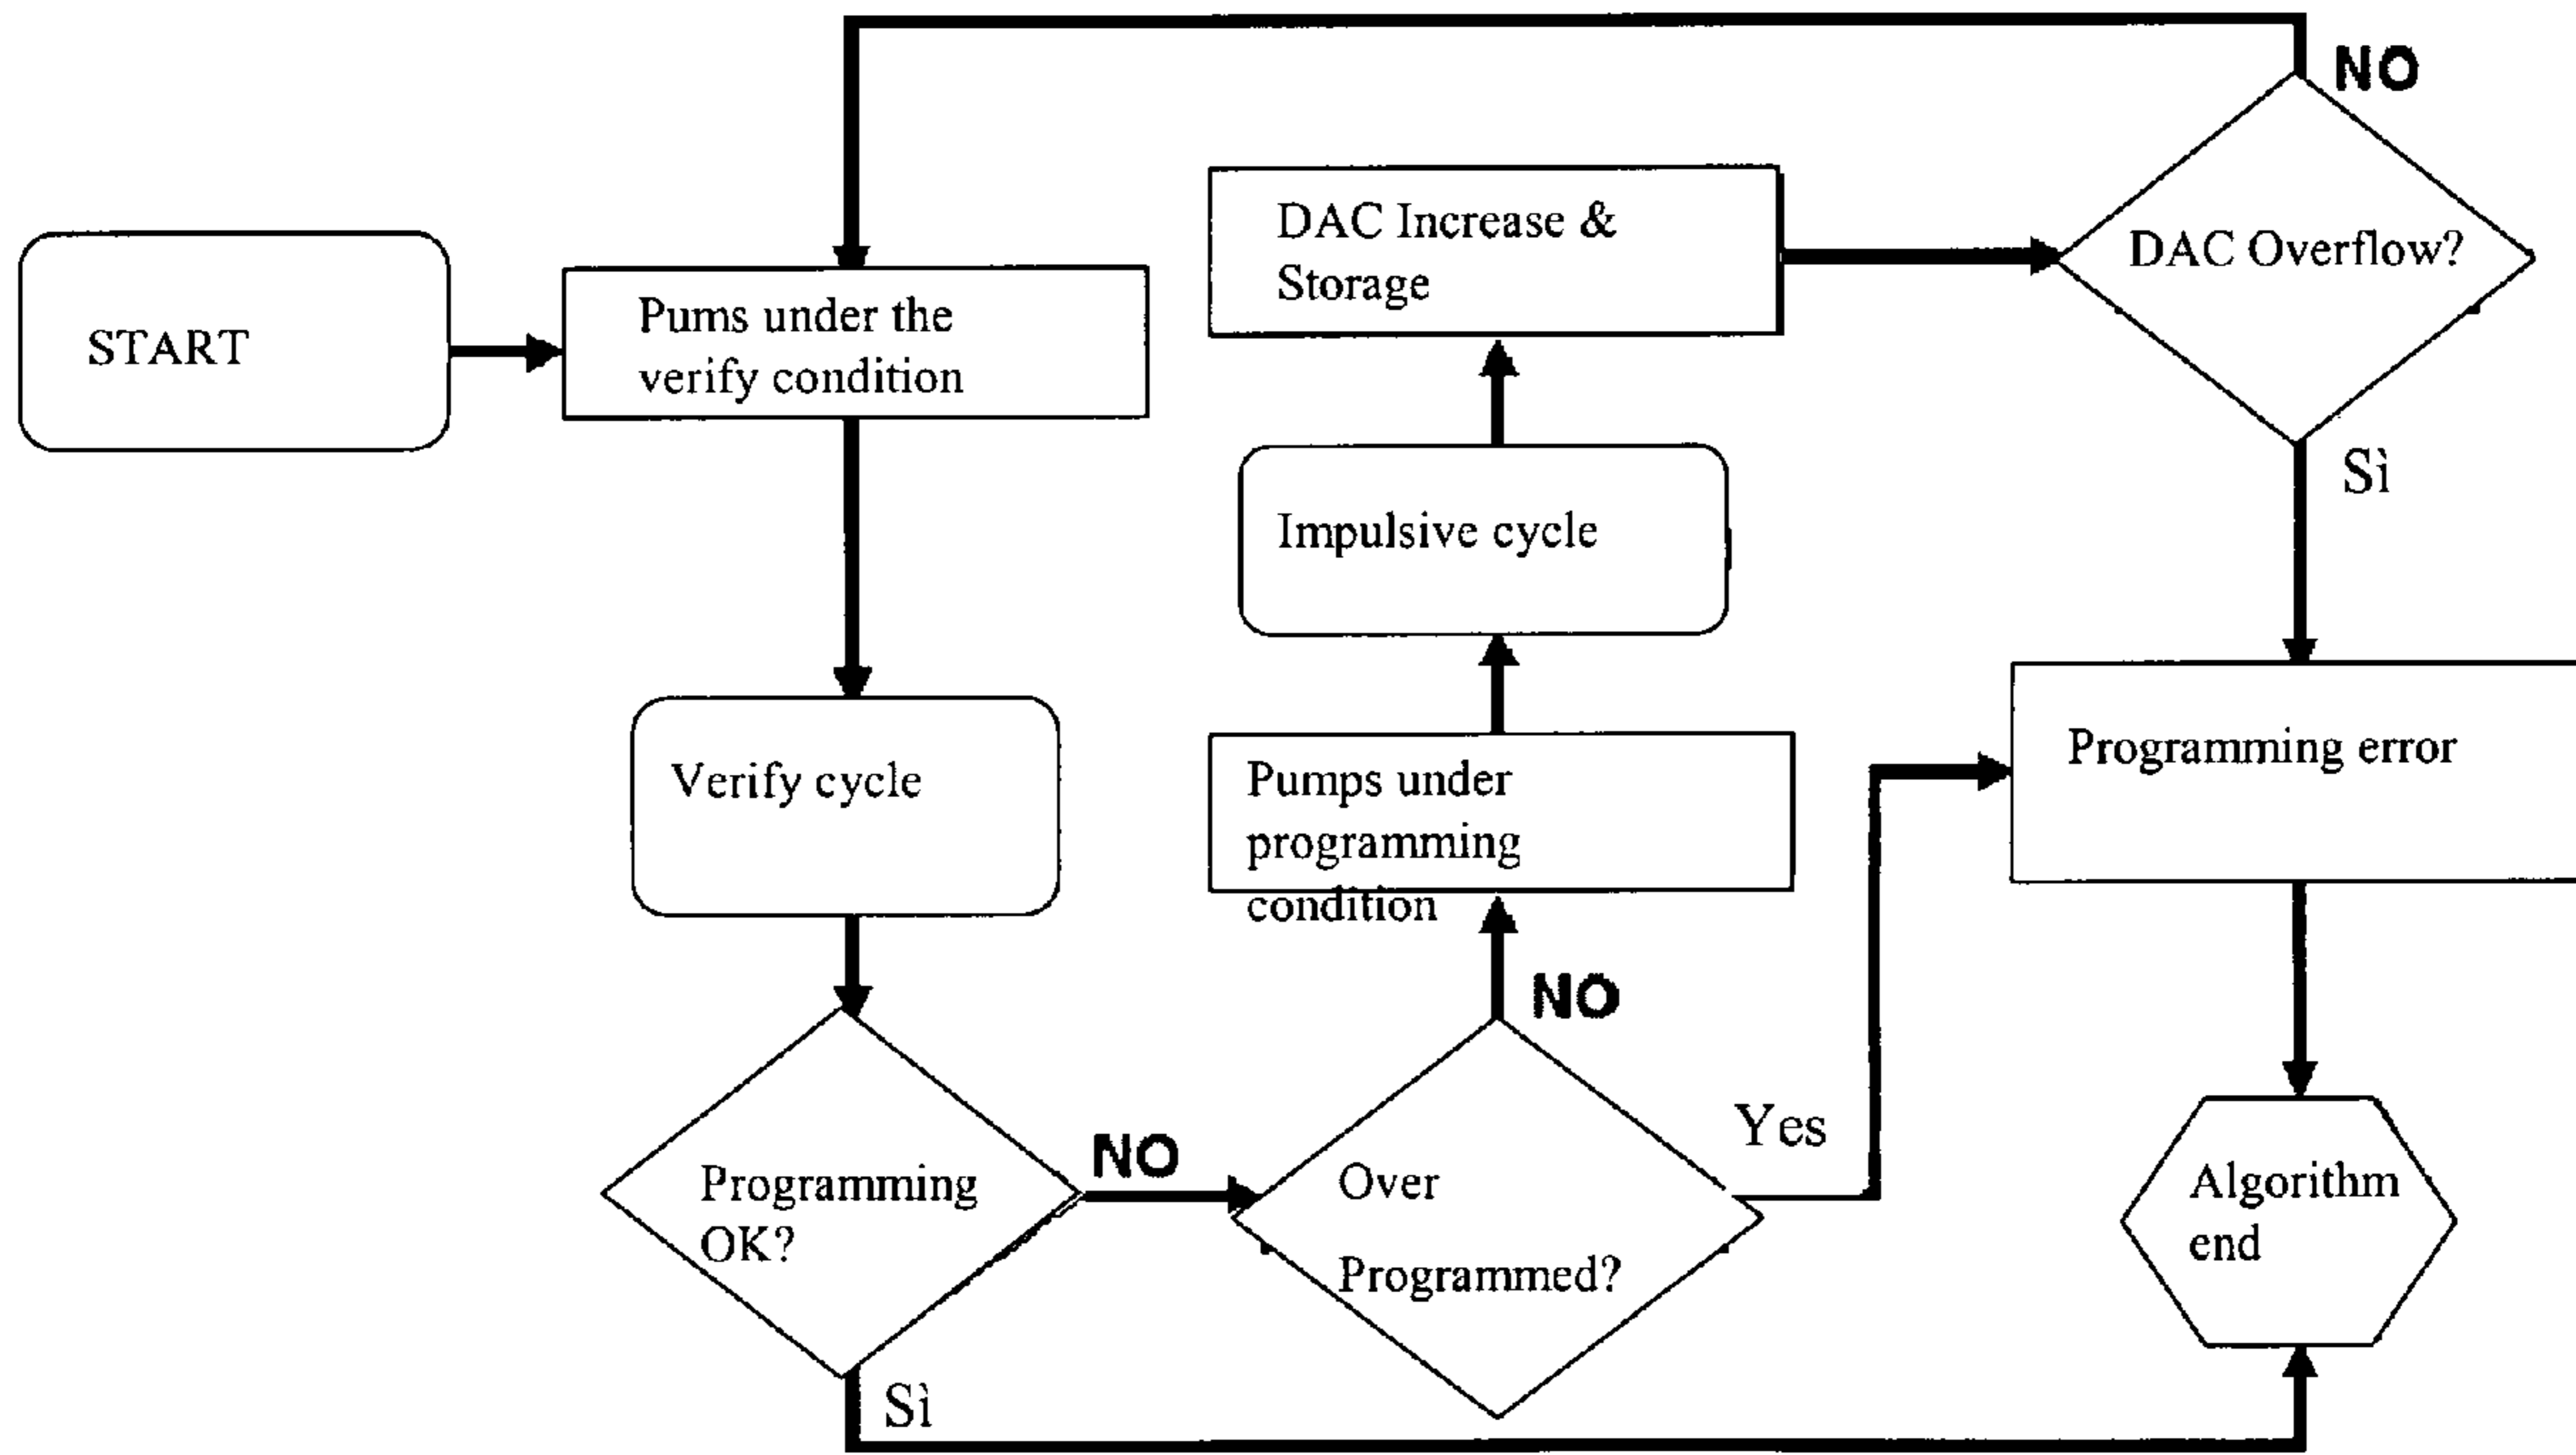 START
Pums under the
verify condition
Verify cycle
Programming
OK?
Sì
NO
Over
Programmed?
Yes
NO
Pumps under
programming
condition
Impulsive cycle
DAC Increase &
Storage
DAC Overflow?
NO
Sì
Programming error
Algorithm
end